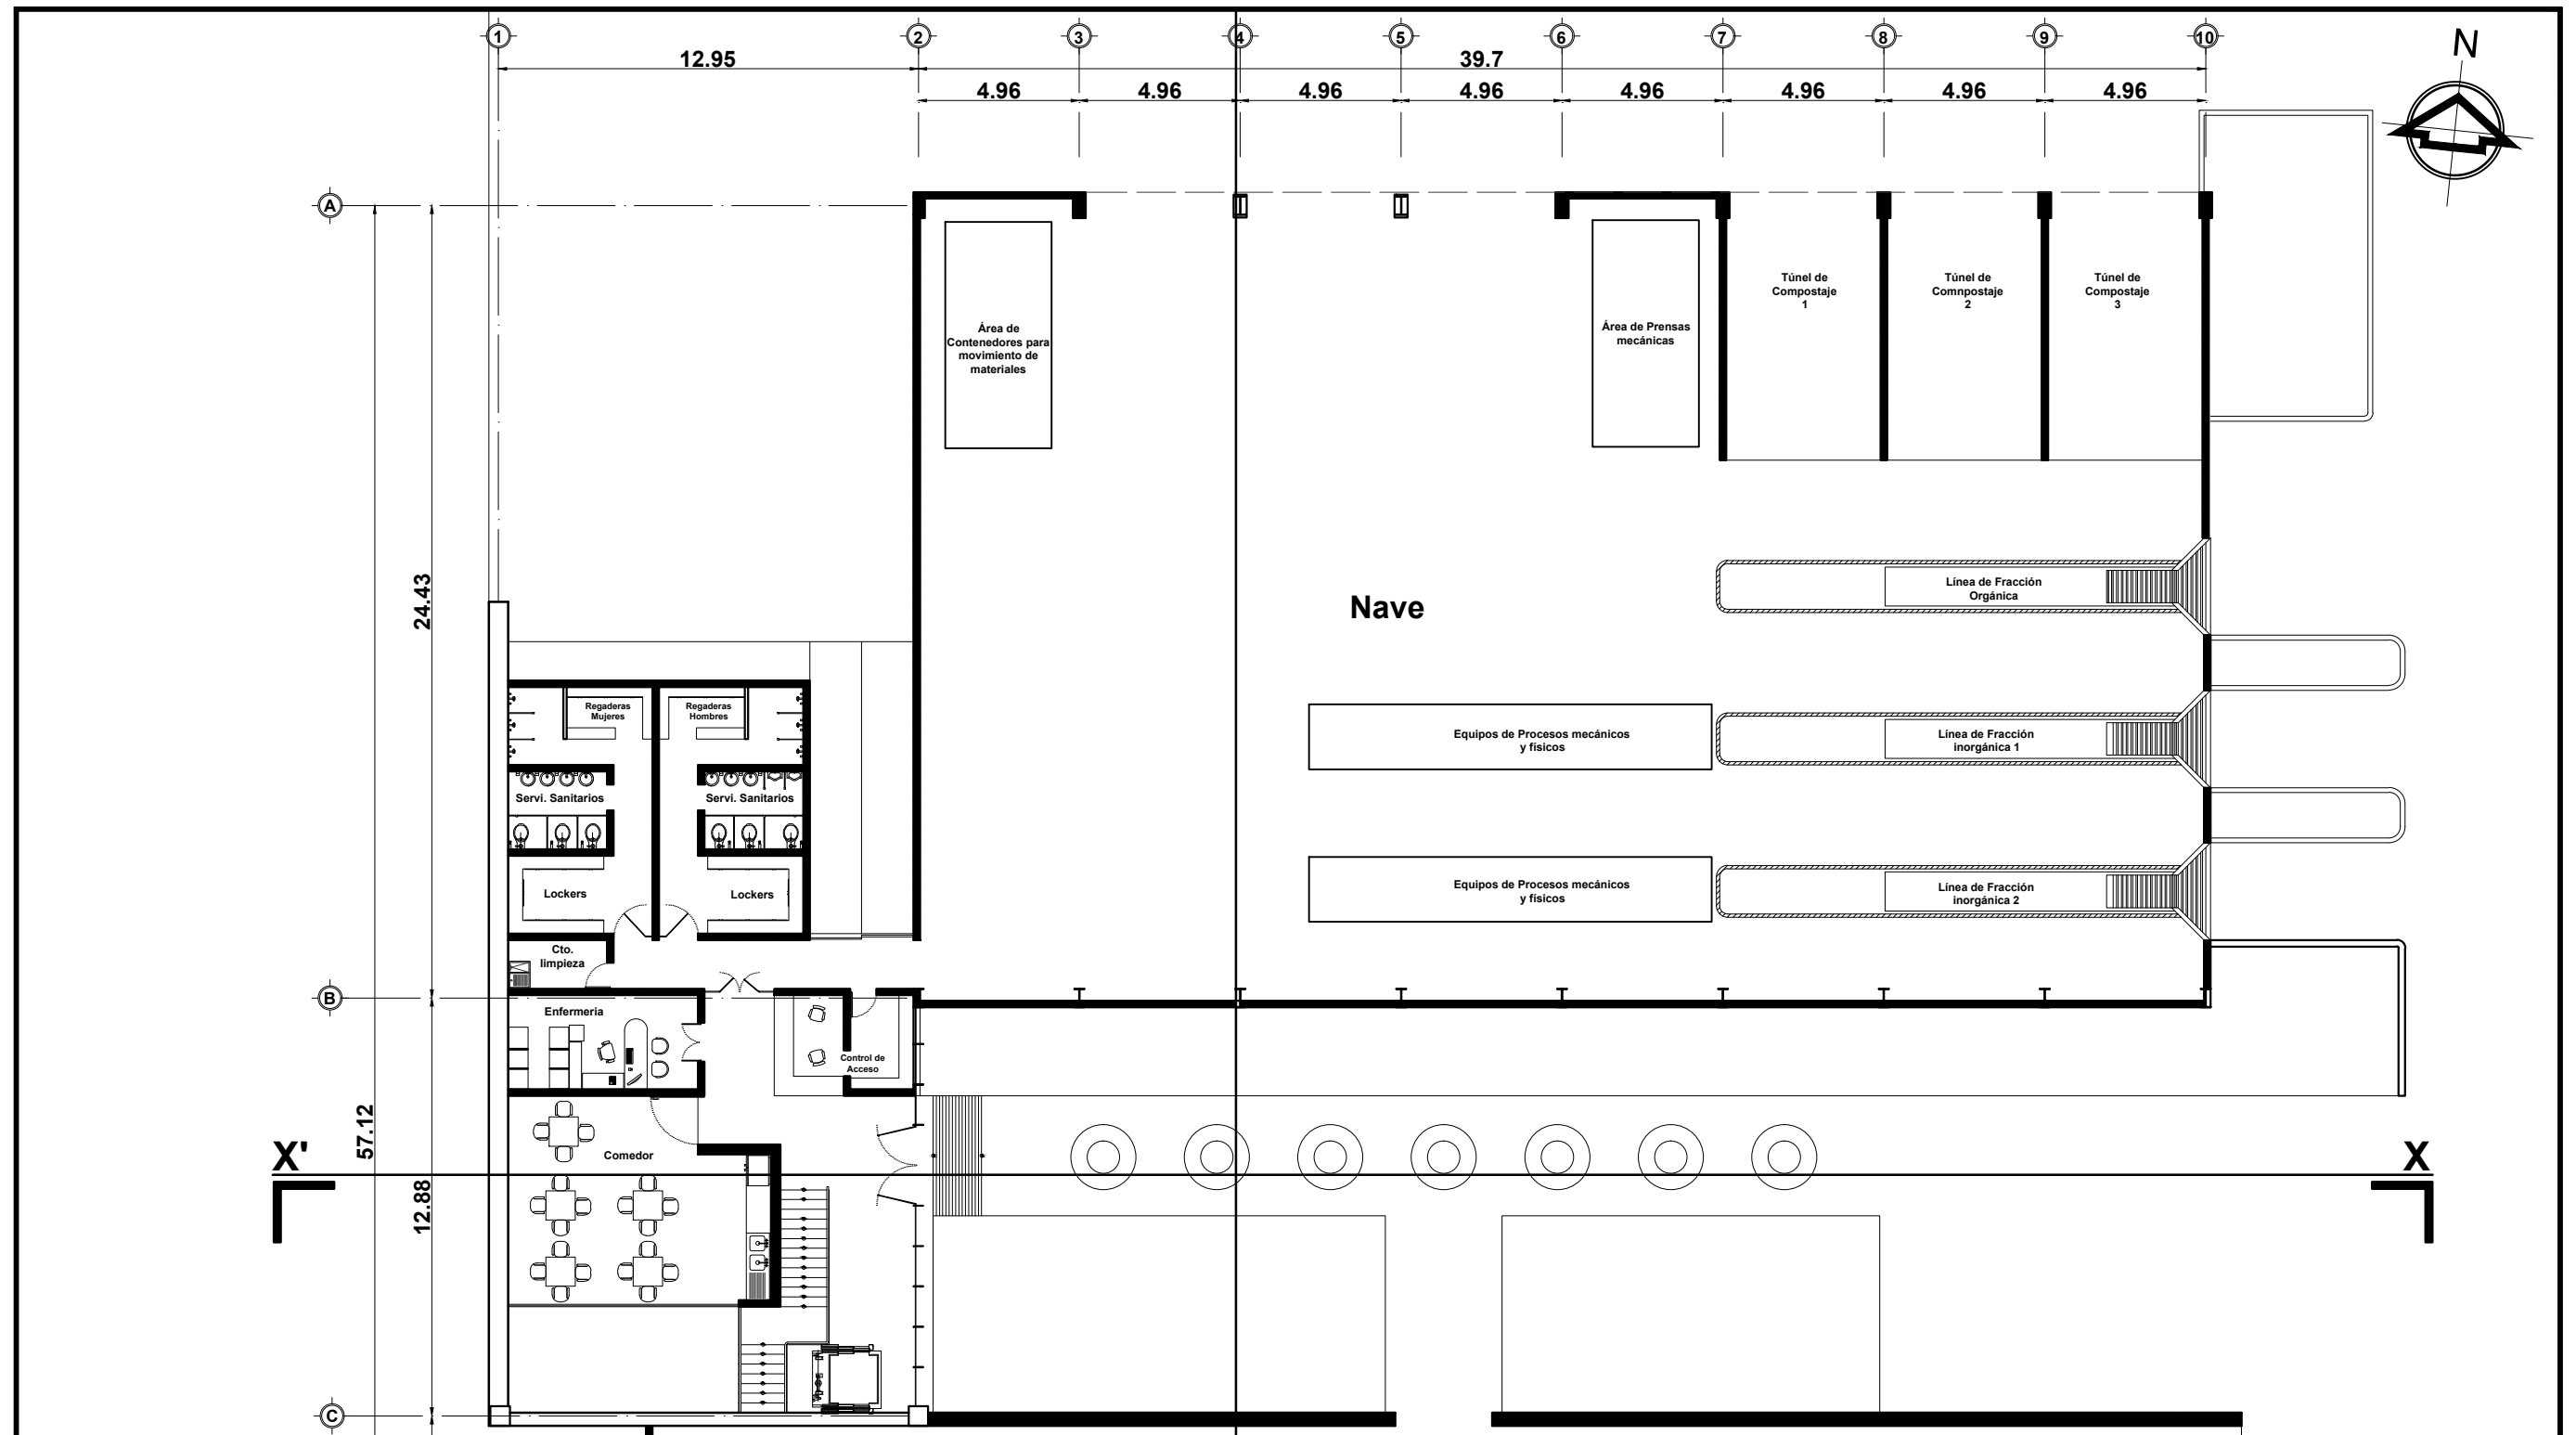 1
2
3
4
5
6
7
8
9
10
N
12.95
39.7
4.96
4.96
4.96
4.96
4.96
4.96
4.96
4.96
A
Túnel de
Compostaje
1
Túnel de
Comnpostaje
2
Túnel de
Compostaje
3
Área de
Contenedores para
movimiento de
materiales
Área de Prensas
mecánicas
24.43
Nave
Línea de Fracción
Orgánica
Regaderas
Mujeres
Regaderas
Hombres
Equipos de Procesos mecánicos
y físicos
Línea de Fracción
inorgánica 1
Servi. Sanitarios
Servi. Sanitarios
Lockers
Lockers
Equipos de Procesos mecánicos
y físicos
Línea de Fracción
inorgánica 2
Cto.
limpieza
B
Enfermería
Control de
Acceso
57.12
X'
Comedor
X
12.88
C